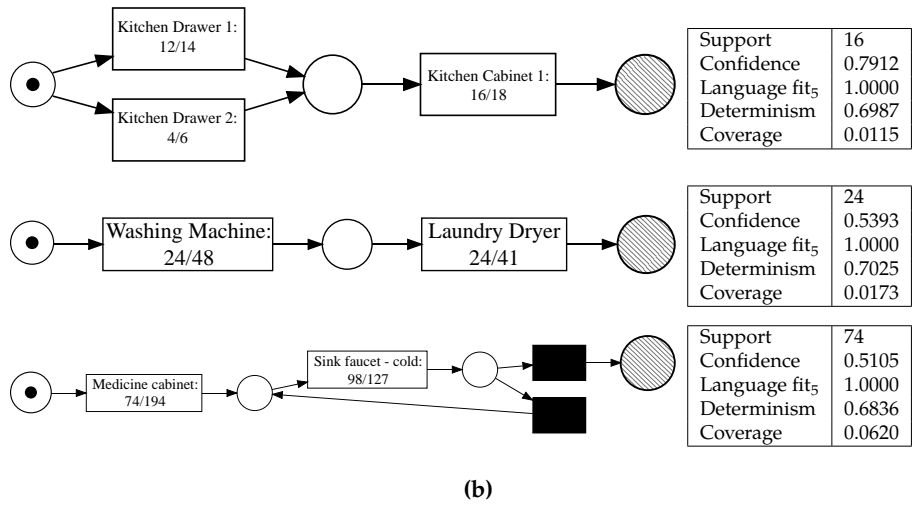 Kitchen Drawer 1:
12/14
Kitchen Drawer 2:
4/6
Kitchen Cabinet 1:
16/18
Support 16
Confidence 0.7912
Language fit₅ 1.0000
Determinism 0.6987
Coverage 0.0115
Washing Machine:
24/48
Laundry Dryer
24/41
Support 24
Confidence 0.5393
Language fit₅ 1.0000
Determinism 0.7025
Coverage 0.0173
Medicine cabinet:
74/194
Sink faucet - cold:
98/127
Support 74
Confidence 0.5105
Language fit₅ 1.0000
Determinism 0.6836
Coverage 0.0620
(b)